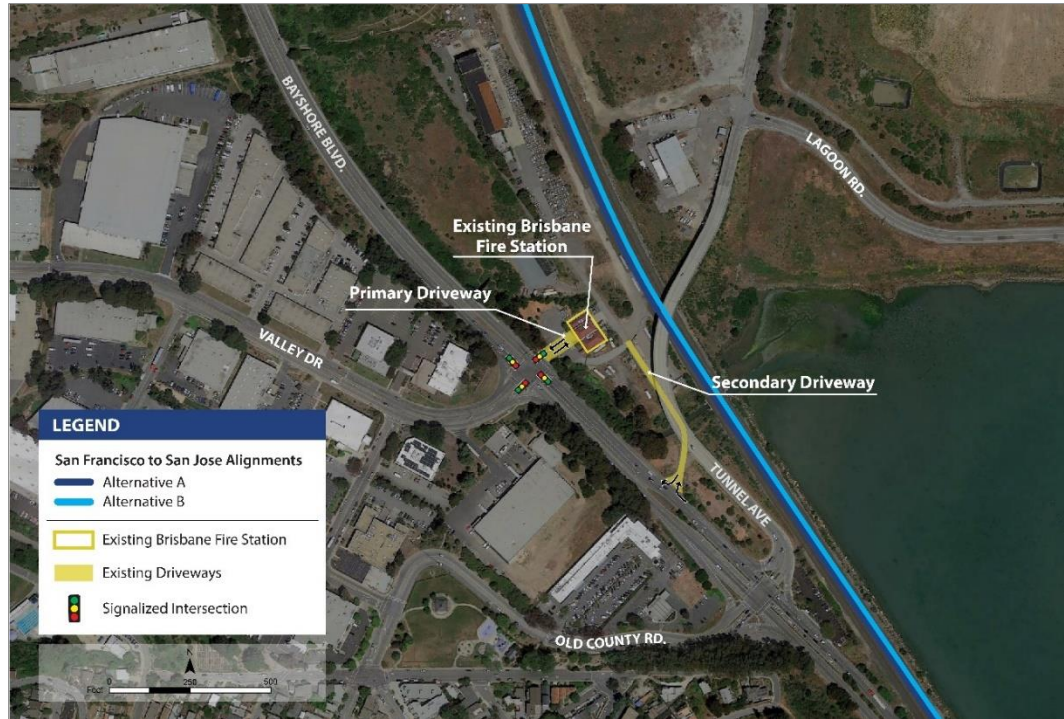 BAYSHORE BLVD.
LAGOON RD.
Existing Brisbane
Fire Station
Primary Driveway
VALLEY DR
Secondary Driveway
TUNNEL AVE
OLD COUNTY RD.
LEGEND
San Francisco to San Jose Alignments
Alternative A
Alternative B
Existing Brisbane Fire Station
Existing Driveways
Signalized Intersection
N
Feet
0 250 500